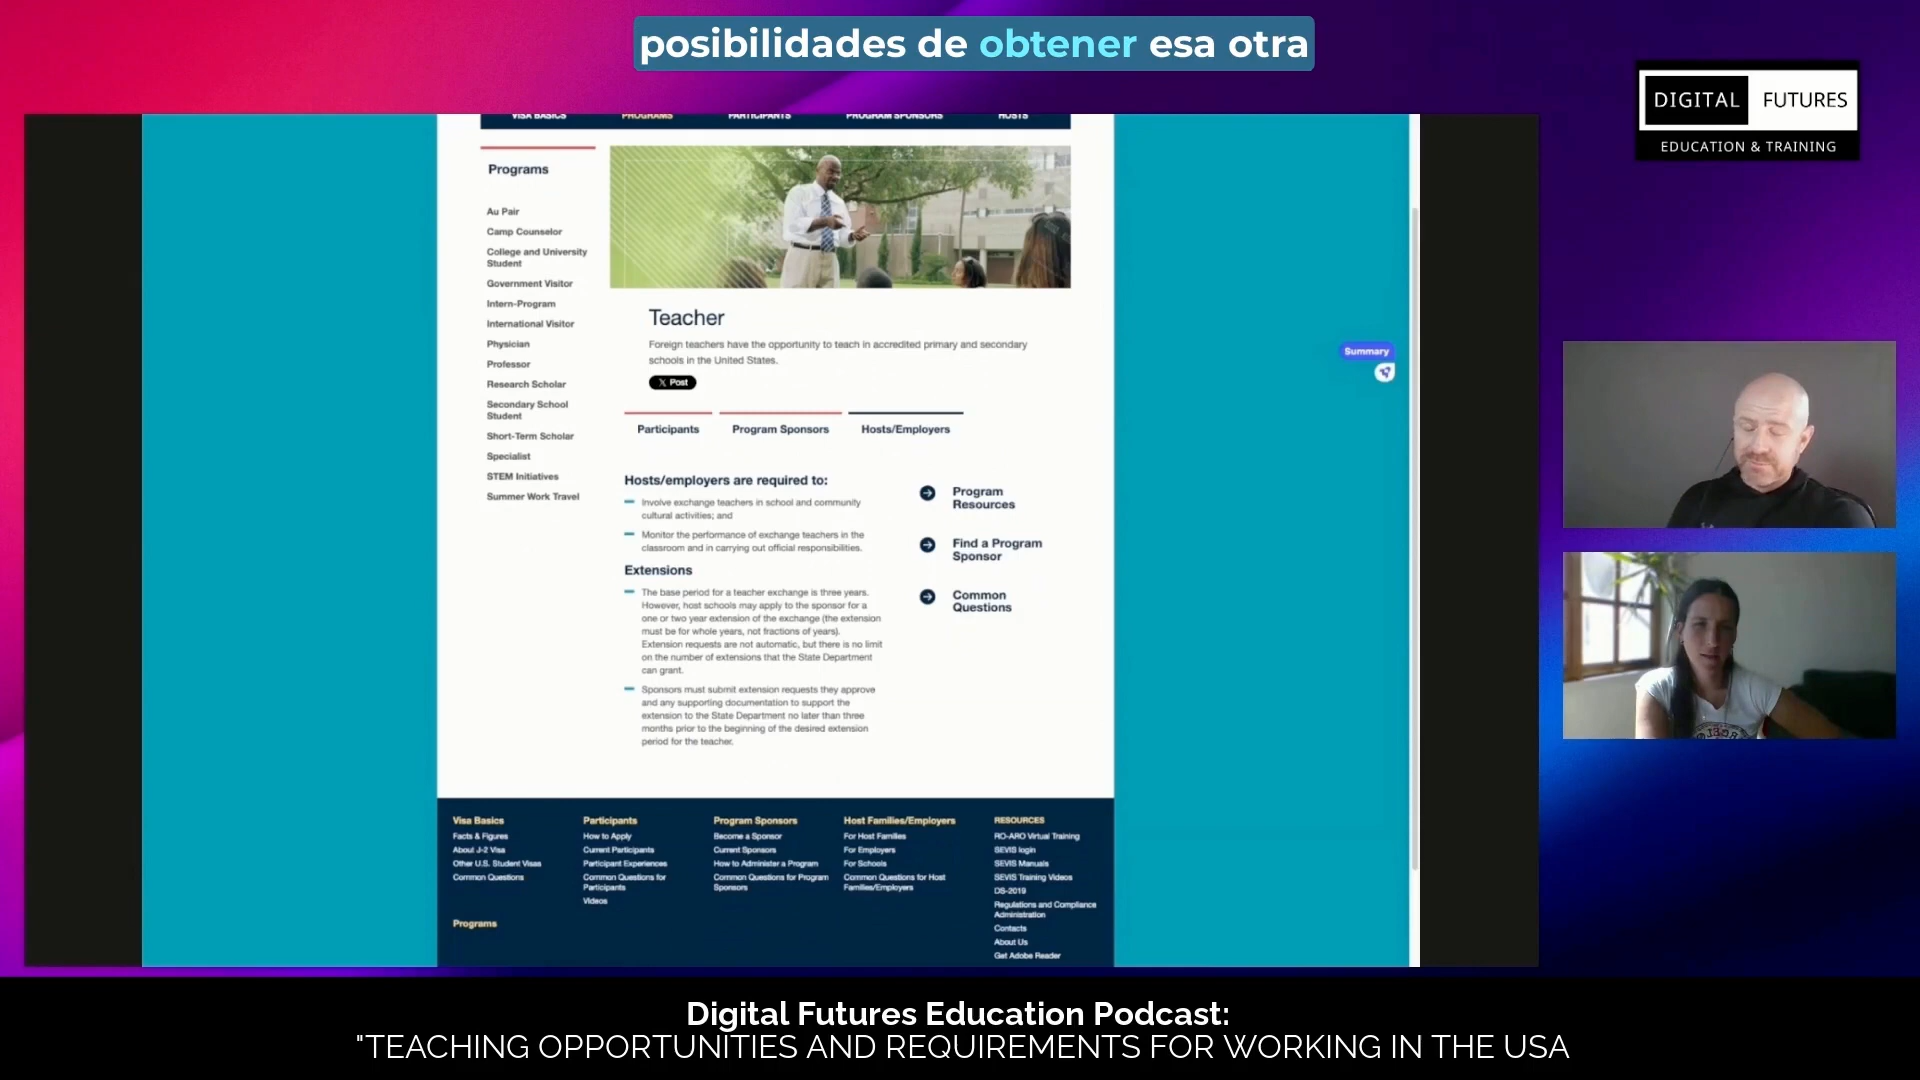 posibilidades de obtener esa otra
DIGITAL FUTURES
EDUCATION & TRAINING
VISA BASICS PROGRAMS PARTICIPANTS PROGRAM SPONSORS HOSTS
Programs
Au Pair
Camp Counselor
College and University
Student
Government Visitor
Intern-Program
International Visitor
Physician
Professor
Research Scholar
Secondary School
Student
Short-Term Scholar
Specialist
STEM Initiatives
Summer Work Travel
Teacher
Foreign teachers have the opportunity to teach in accredited primary and secondary
schools in the United States.
X Post
Participants Program Sponsors Hosts/Employers
Hosts/employers are required to:
Involve exchange teachers in school and community
cultural activities; and
Monitor the performance of exchange teachers in the
classroom and in carrying out official responsibilities.
Extensions
The base period for a teacher exchange is three years.
However, host schools may apply to the sponsor for a
one or two year extension of the exchange (the extension
must be for whole years, not fractions of years).
Extension requests are not automatic, but there is no limit
on the number of extensions that the State Department
can grant.
Sponsors must submit extension requests they approve
and any supporting documentation to support the
extension to the State Department no later than three
months prior to the beginning of the desired extension
period for the teacher.
Program
Resources
Find a Program
Sponsor
Common
Questions
Summary
Visa Basics
Facts & Figures
About J-2 Visa
Other U.S. Student Visas
Common Questions
Programs
Participants
How to Apply
Current Participants
Participant Experiences
Common Questions for
Participants
Videos
Program Sponsors
Become a Sponsor
Current Sponsors
How to Administer a Program
Common Questions for Program
Sponsors
Host Families/Employers
For Host Families
For Employers
For Schools
Common Questions for Host
Families/Employers
RESOURCES
RO-ARO Virtual Training
SEVIS login
SEVIS Manuals
SEVIS Training Videos
DS-2019
Regulations and Compliance
Administration
Contacts
About Us
Get Adobe Reader
Digital Futures Education Podcast:
"TEACHING OPPORTUNITIES AND REQUIREMENTS FOR WORKING IN THE USA